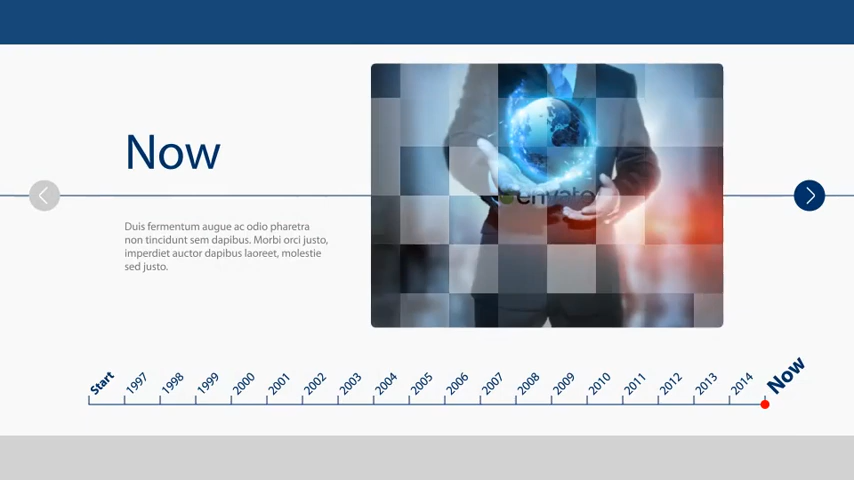 Now
Duis fermentum augue ac odio pharetra
non tincidunt sem dapibus. Morbi orci justo,
imperdiet auctor dapibus laoreet, molestie
sed justo.
envato
Start 1997 1998 1999 2000 2001 2002 2003 2004 2005 2006 2007 2008 2009 2010 2011 2012 2013 2014 Now